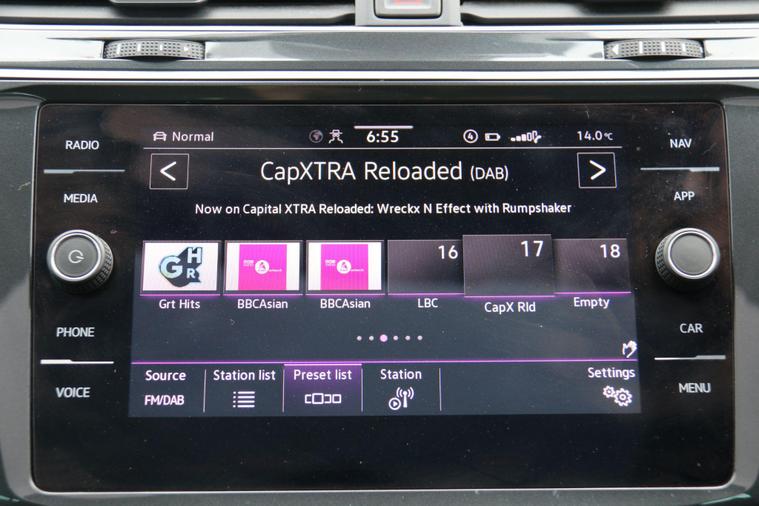 RADIO
MEDIA
PHONE
VOICE
Normal
6:55
4
14.0°C
<
CapXTRA Reloaded (DAB)
>
Now on Capital XTRA Reloaded: Wreckx N Effect with Rumpshaker
GHR
16
17
18
Grt Hits
BBCAsian
BBCAsian
LBC
CapX Rld
Empty
Source
FM/DAB
Station list
Preset list
Station
Settings
NAV
APP
CAR
MENU